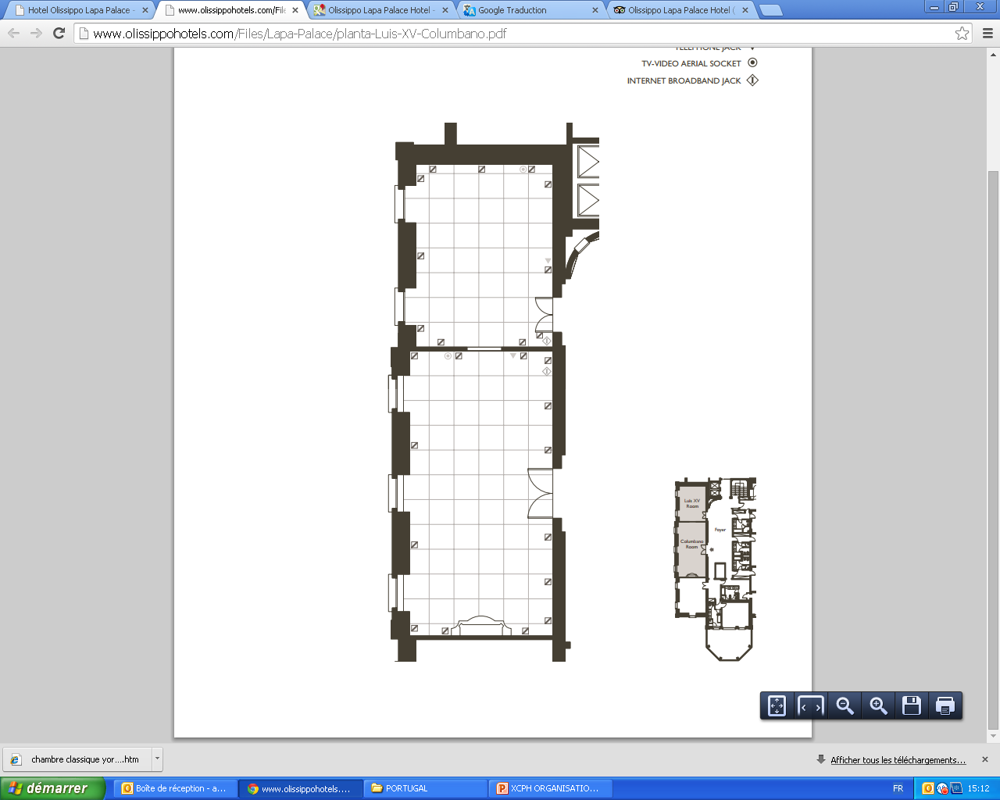 Hotel Olissippo Lapa Palace -
www.olissippohotels.com/File
Olissippo Lapa Palace Hotel -
Google Traduction
Olissippo Lapa Palace Hotel (
www.olissippohotels.com/Files/Lapa-Palace/planta-Luis-XV-Columbano.pdf
TELEPHONE JACK
TV-VIDEO AERIAL SOCKET
INTERNET BROADBAND JACK
Luis XV
Room
Foyer
Columbano
Room
chambre classique yor....htm
Afficher tous les téléchargements...
démarrer
Boîte de réception - a...
www.olissippohotels....
PORTUGAL
XCPH ORGANISATIO...
FR
15:12